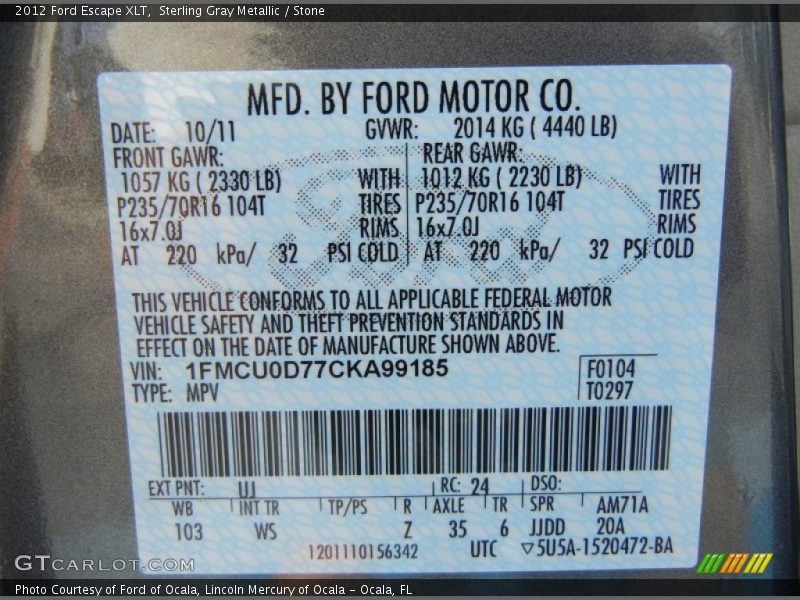 2012 Ford Escape XLT,  Sterling Gray Metallic / Stone
MFD. BY FORD MOTOR CO.
DATE: 10/11 GVWR: 2014 KG ( 4440 LB)
FRONT GAWR: REAR GAWR:
1057 KG ( 2330 LB) WITH 1012 KG ( 2230 LB) WITH
P235/70R16 104T TIRES P235/70R16 104T TIRES
16x7.0J RIMS 16x7.0J RIMS
AT 220 kPa/ 32 PSI COLD AT 220 kPa/ 32 PSI COLD
THIS VEHICLE CONFORMS TO ALL APPLICABLE FEDERAL MOTOR
VEHICLE SAFETY AND THEFT PREVENTION STANDARDS IN
EFFECT ON THE DATE OF MANUFACTURE SHOWN ABOVE.
VIN: 1FMCU0D77CKA99185 F0104
TYPE: MPV T0297
EXT PNT: UJ RC: 24 DSO:
WB INT TR TP/PS R AXLE TR SPR AM71A
103 WS Z 35 6 JJDD 20A
1201110156342 UTC ▽5U5A-1520472-BA
GTCARLOT.COM
Photo Courtesy of Ford of Ocala, Lincoln Mercury of Ocala - Ocala, FL